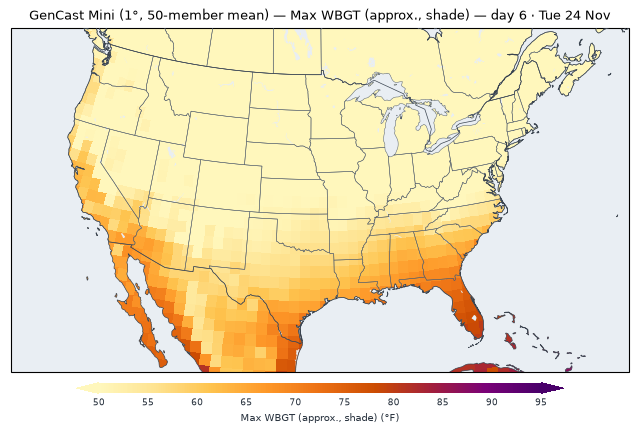 GenCast Mini (1°, 50-member mean) — Max WBGT (approx., shade) — day 6 · Tue 24 Nov
50 55 60 65 70 75 80 85 90 95
Max WBGT (approx., shade) (°F)